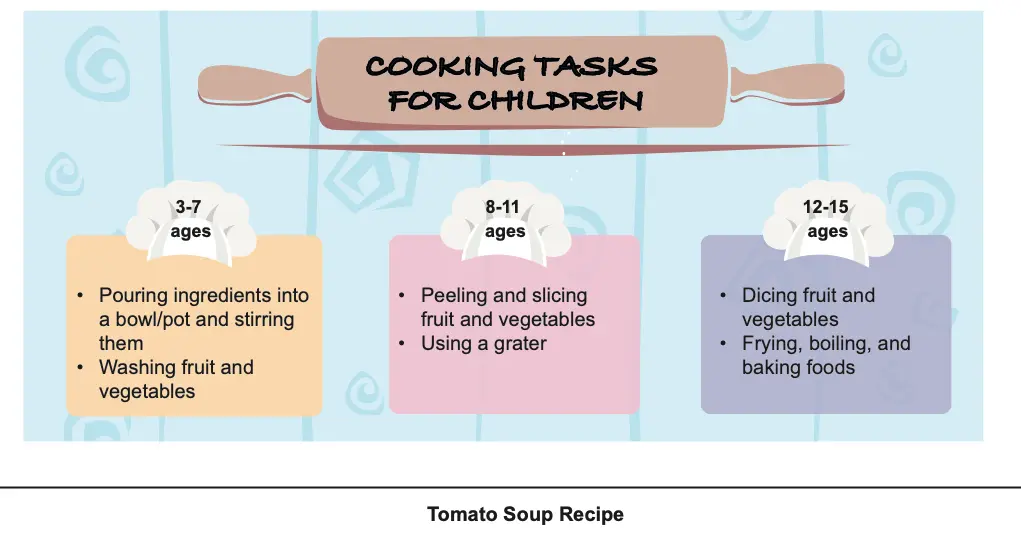 COOKING TASKS
FOR CHILDREN
3-7
ages
• Pouring ingredients into
a bowl/pot and stirring
them
• Washing fruit and
vegetables
8-11
ages
• Peeling and slicing
fruit and vegetables
• Using a grater
12-15
ages
• Dicing fruit and
vegetables
• Frying, boiling, and
baking foods
Tomato Soup Recipe